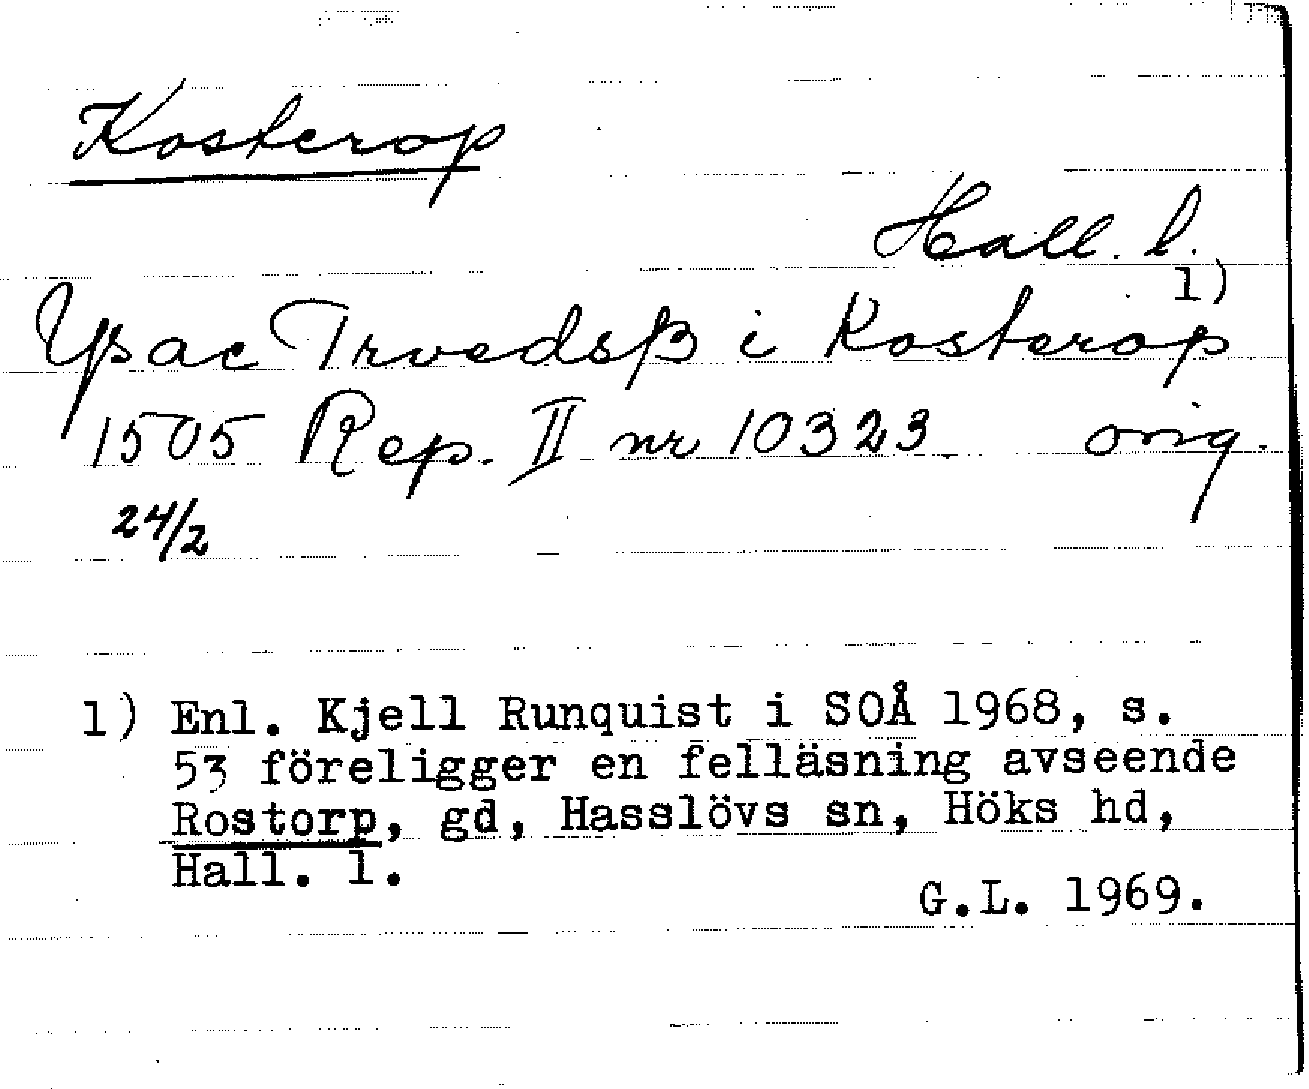 Kosterop
Hall. l.
Yßac Trvedsß i Kosterop 1)
1505 Rep. II nr 10323 orig.
24/2
1) Enl. Kjell Runquist i SOÅ 1968, s.
53 föreligger en felläsning avseende
Rostorp, gd, Hasslövs sn, Höks hd,
Hall. l.
G.L. 1969.